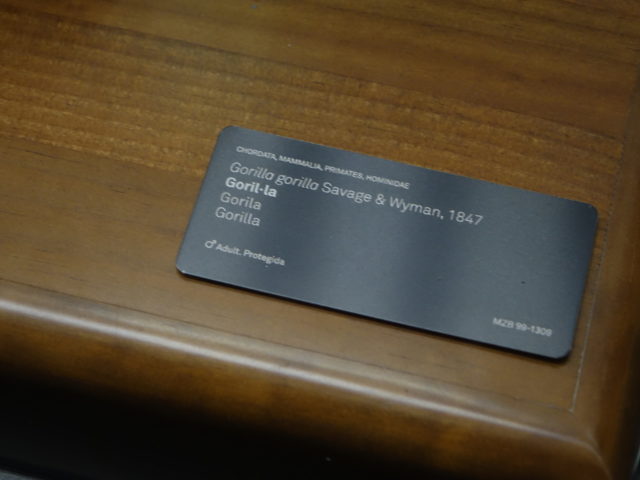 CHORDATA, MAMMALIA, PRIMATES, HOMINIDAE
Gorilla gorilla Savage & Wyman, 1847
Goril·la
Gorila
Gorilla
♂ Adult. Protegida
MZB 99-1309